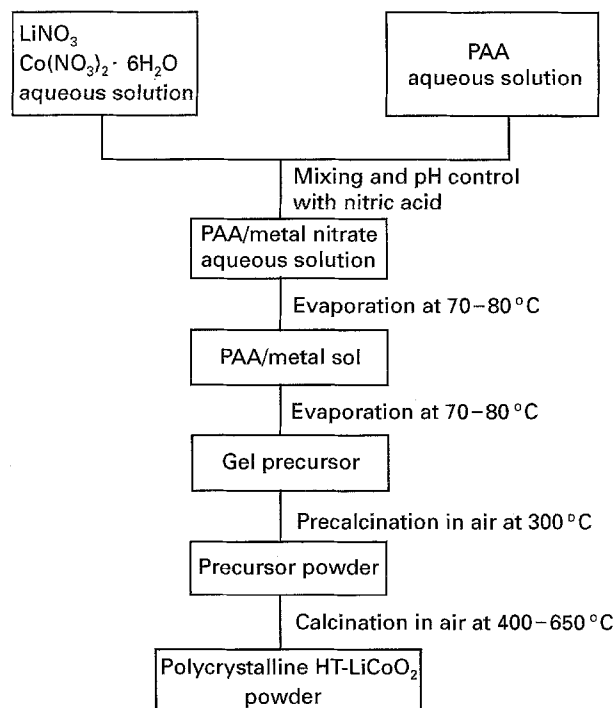 LiNO₃
Co(NO₃)₂ · 6H₂O
aqueous solution
PAA
aqueous solution
Mixing and pH control
with nitric acid
PAA/metal nitrate
aqueous solution
Evaporation at 70–80 °C
PAA/metal sol
Evaporation at 70–80 °C
Gel precursor
Precalcination in air at 300 °C
Precursor powder
Calcination in air at 400–650 °C
Polycrystalline HT-LiCoO₂
powder